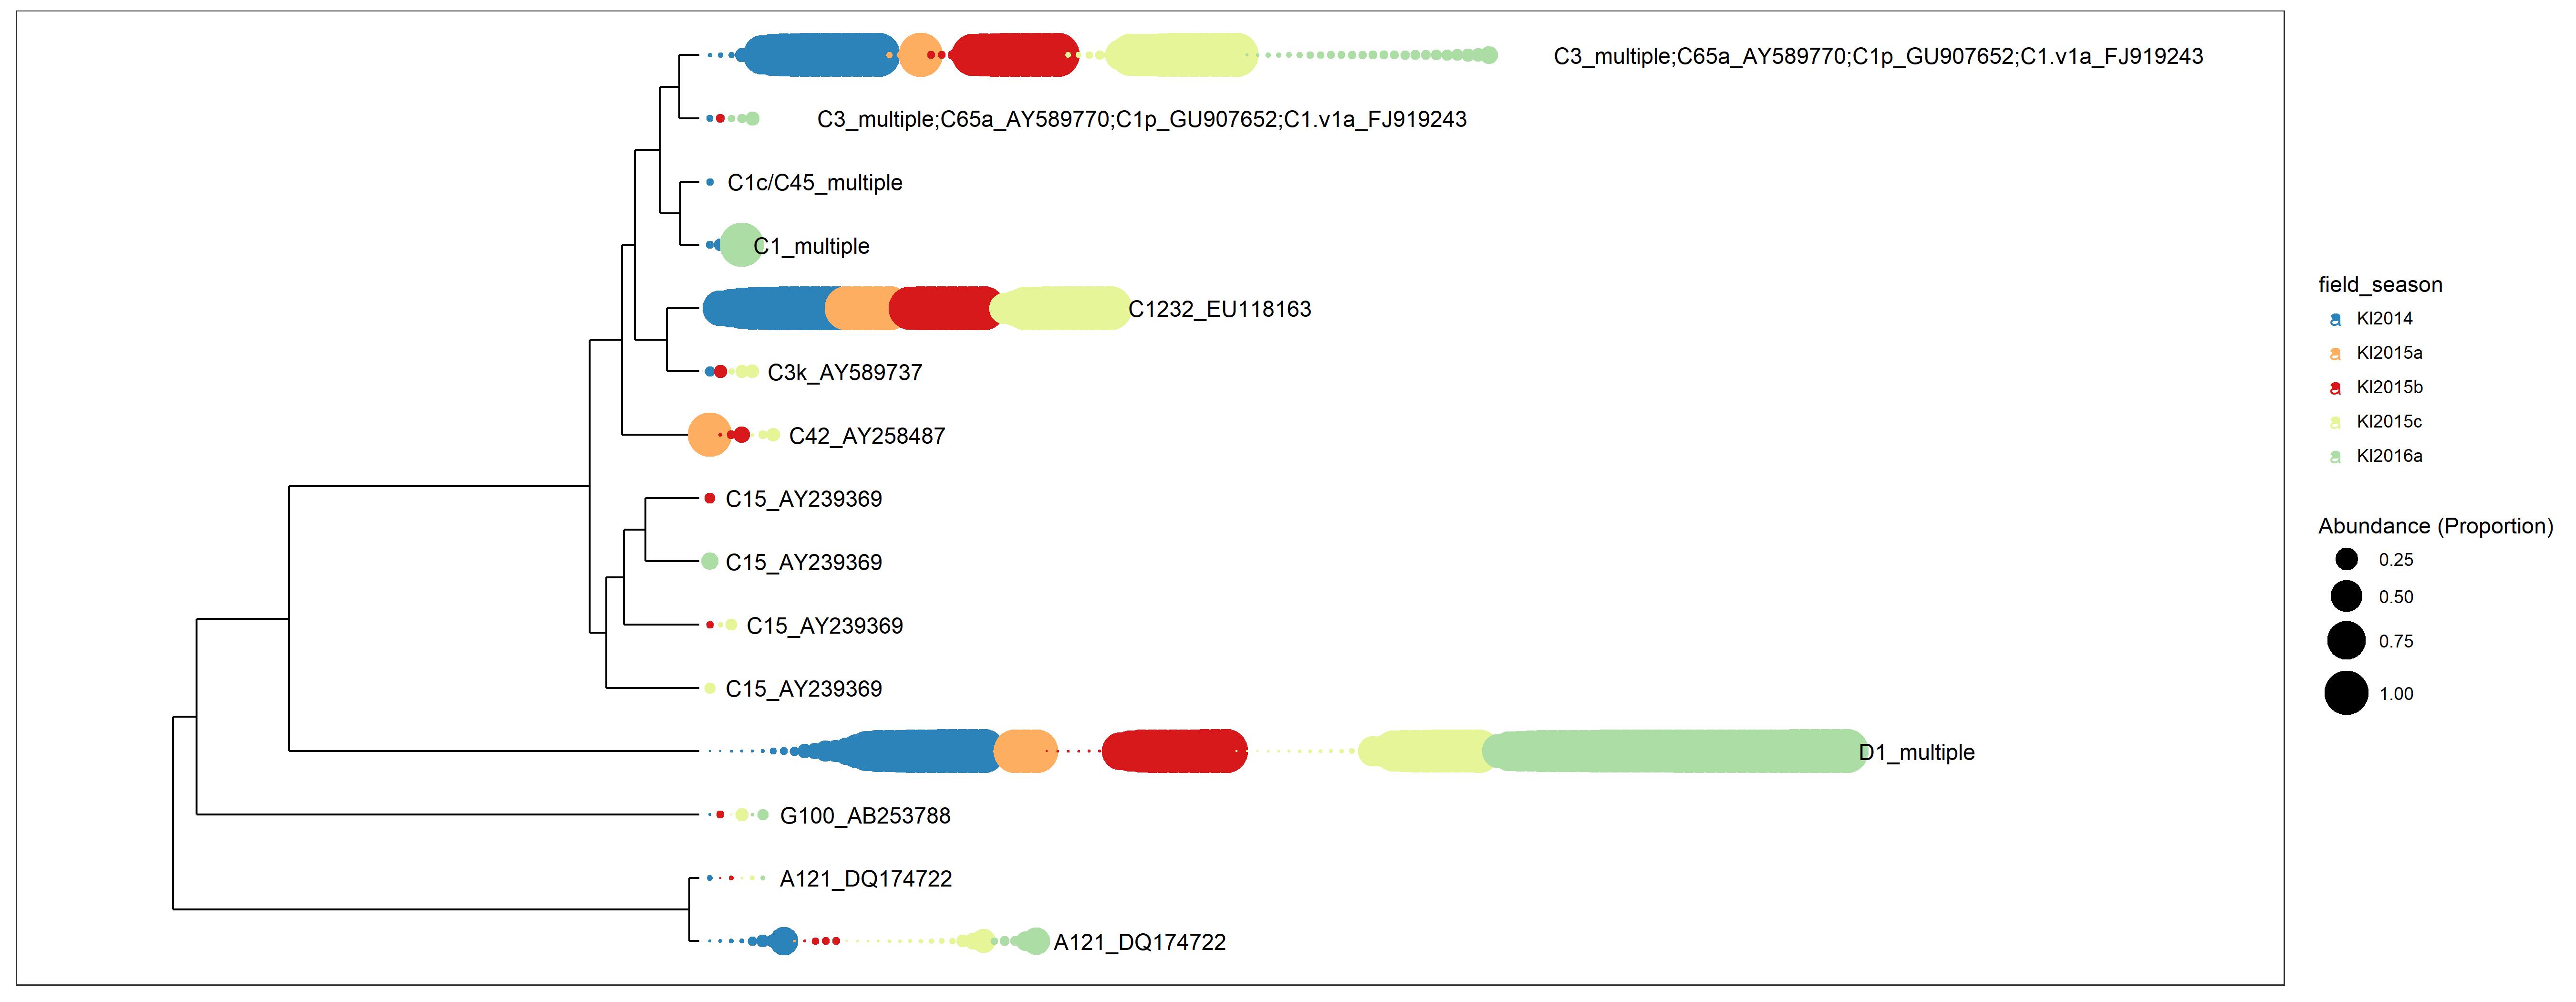 C3_multiple;C65a_AY589770;C1p_GU907652;C1.v1a_FJ919243
C3_multiple;C65a_AY589770;C1p_GU907652;C1.v1a_FJ919243
C1c/C45_multiple
C1_multiple
C1232_EU118163
C3k_AY589737
C42_AY258487
C15_AY239369
C15_AY239369
C15_AY239369
C15_AY239369
D1_multiple
G100_AB253788
A121_DQ174722
A121_DQ174722
field_season
a KI2014
a KI2015a
a KI2015b
a KI2015c
a KI2016a
Abundance (Proportion)
0.25
0.50
0.75
1.00